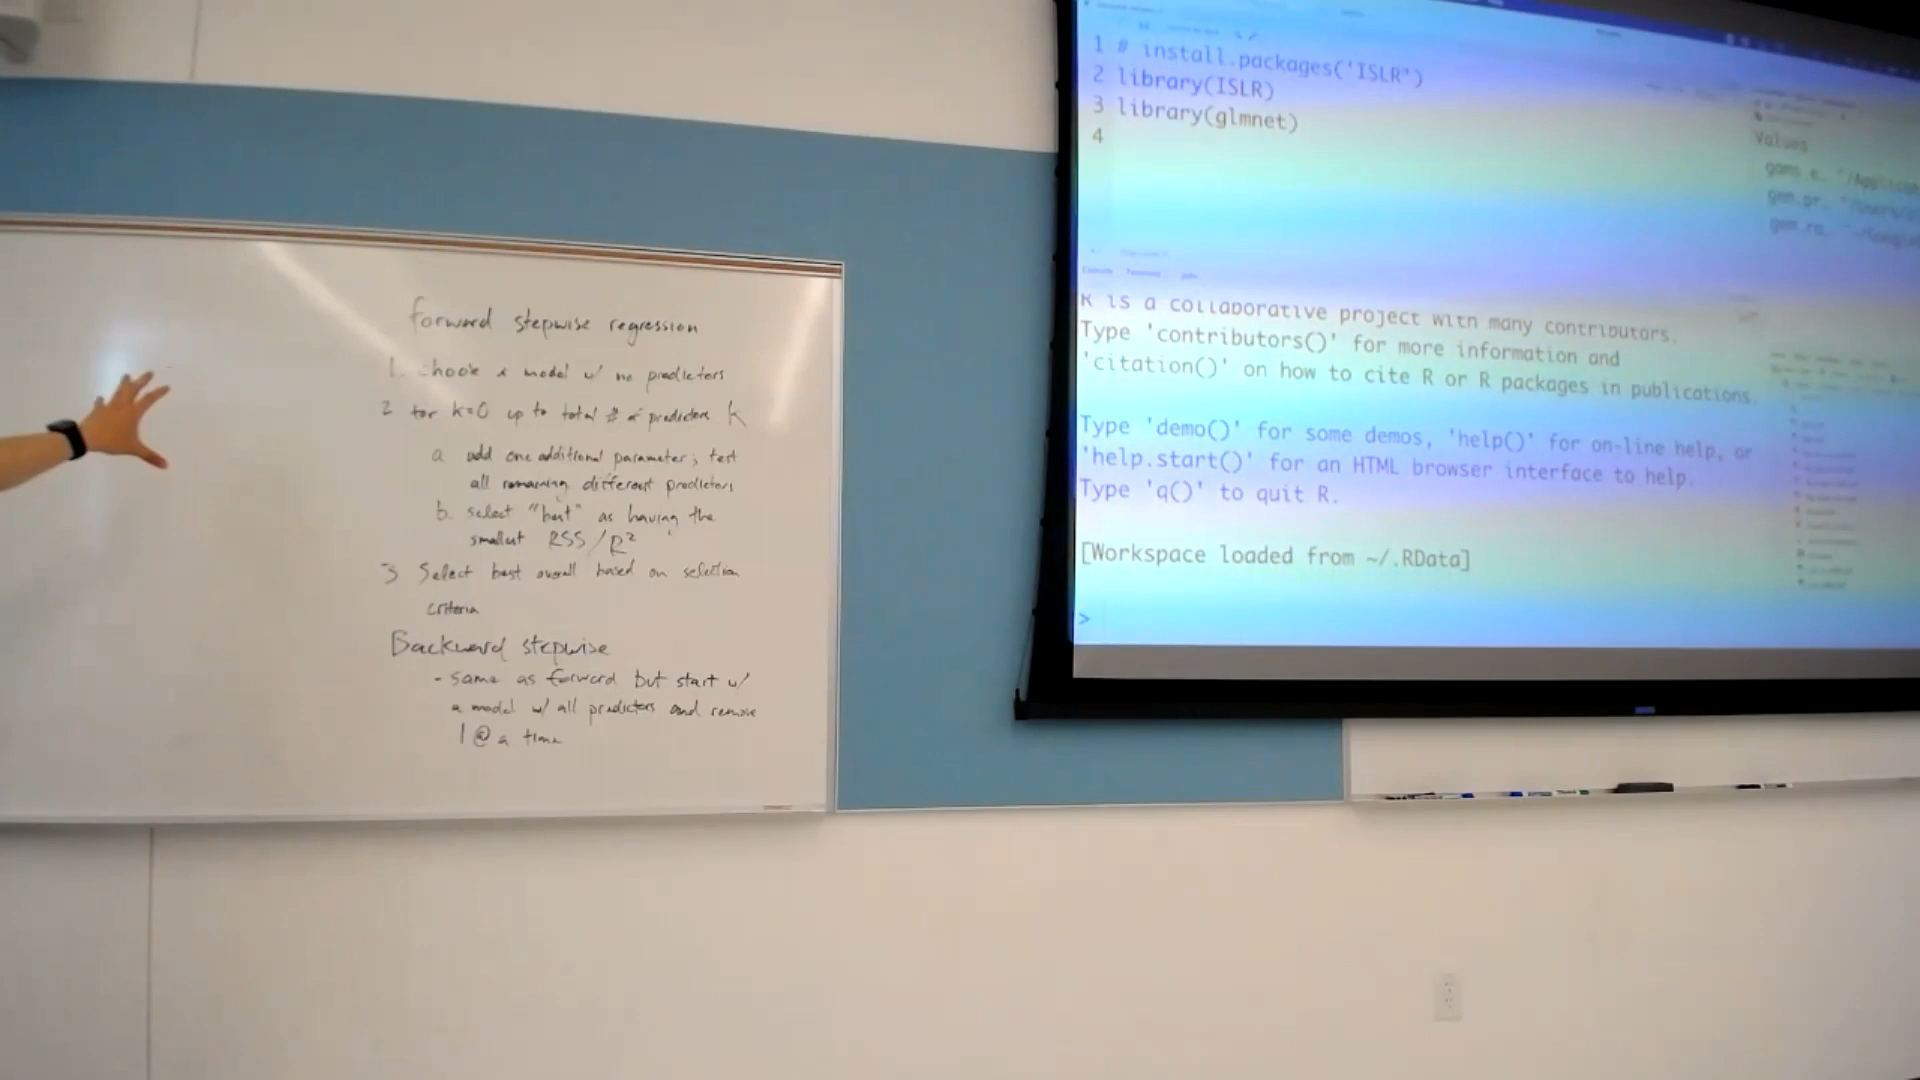 forward stepwise regression
1. choose a model w/ no predictors
2 for k=0 up to total # of predictors K
a add one additional parameter; test
all remaining different predictors
b. select "best" as having the
smallest RSS/R²
3 Select best overall based on selection
criteria
Backward stepwise
- same as forward but start w/
a model w/ all predictors and remove
1 @ a time
1 # install.packages('ISLR')
2 library(ISLR)
3 library(glmnet)
4
R is a collaborative project with many contributors.
Type 'contributors()' for more information and
'citation()' on how to cite R or R packages in publications.
Type 'demo()' for some demos, 'help()' for on-line help, or
'help.start()' for an HTML browser interface to help.
Type 'q()' to quit R.
[Workspace loaded from ~/.RData]
>
Values